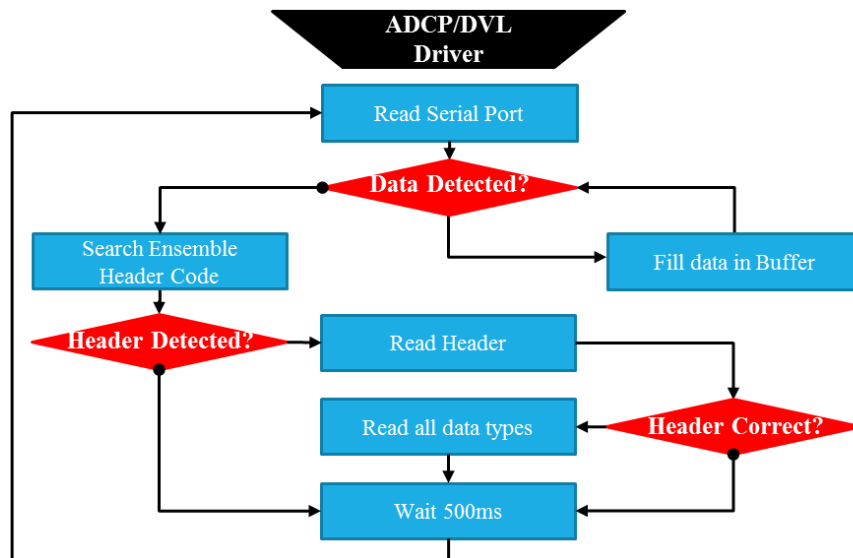 ADCP/DVL
Driver
Read Serial Port
Data Detected?
Search Ensemble
Header Code
Fill data in Buffer
Header Detected?
Read Header
Read all data types
Header Correct?
Wait 500ms